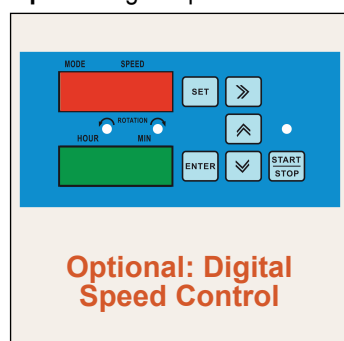 MODE SPEED
SET
ROTATION
HOUR MIN
ENTER START
STOP
Optional: Digital
Speed Control